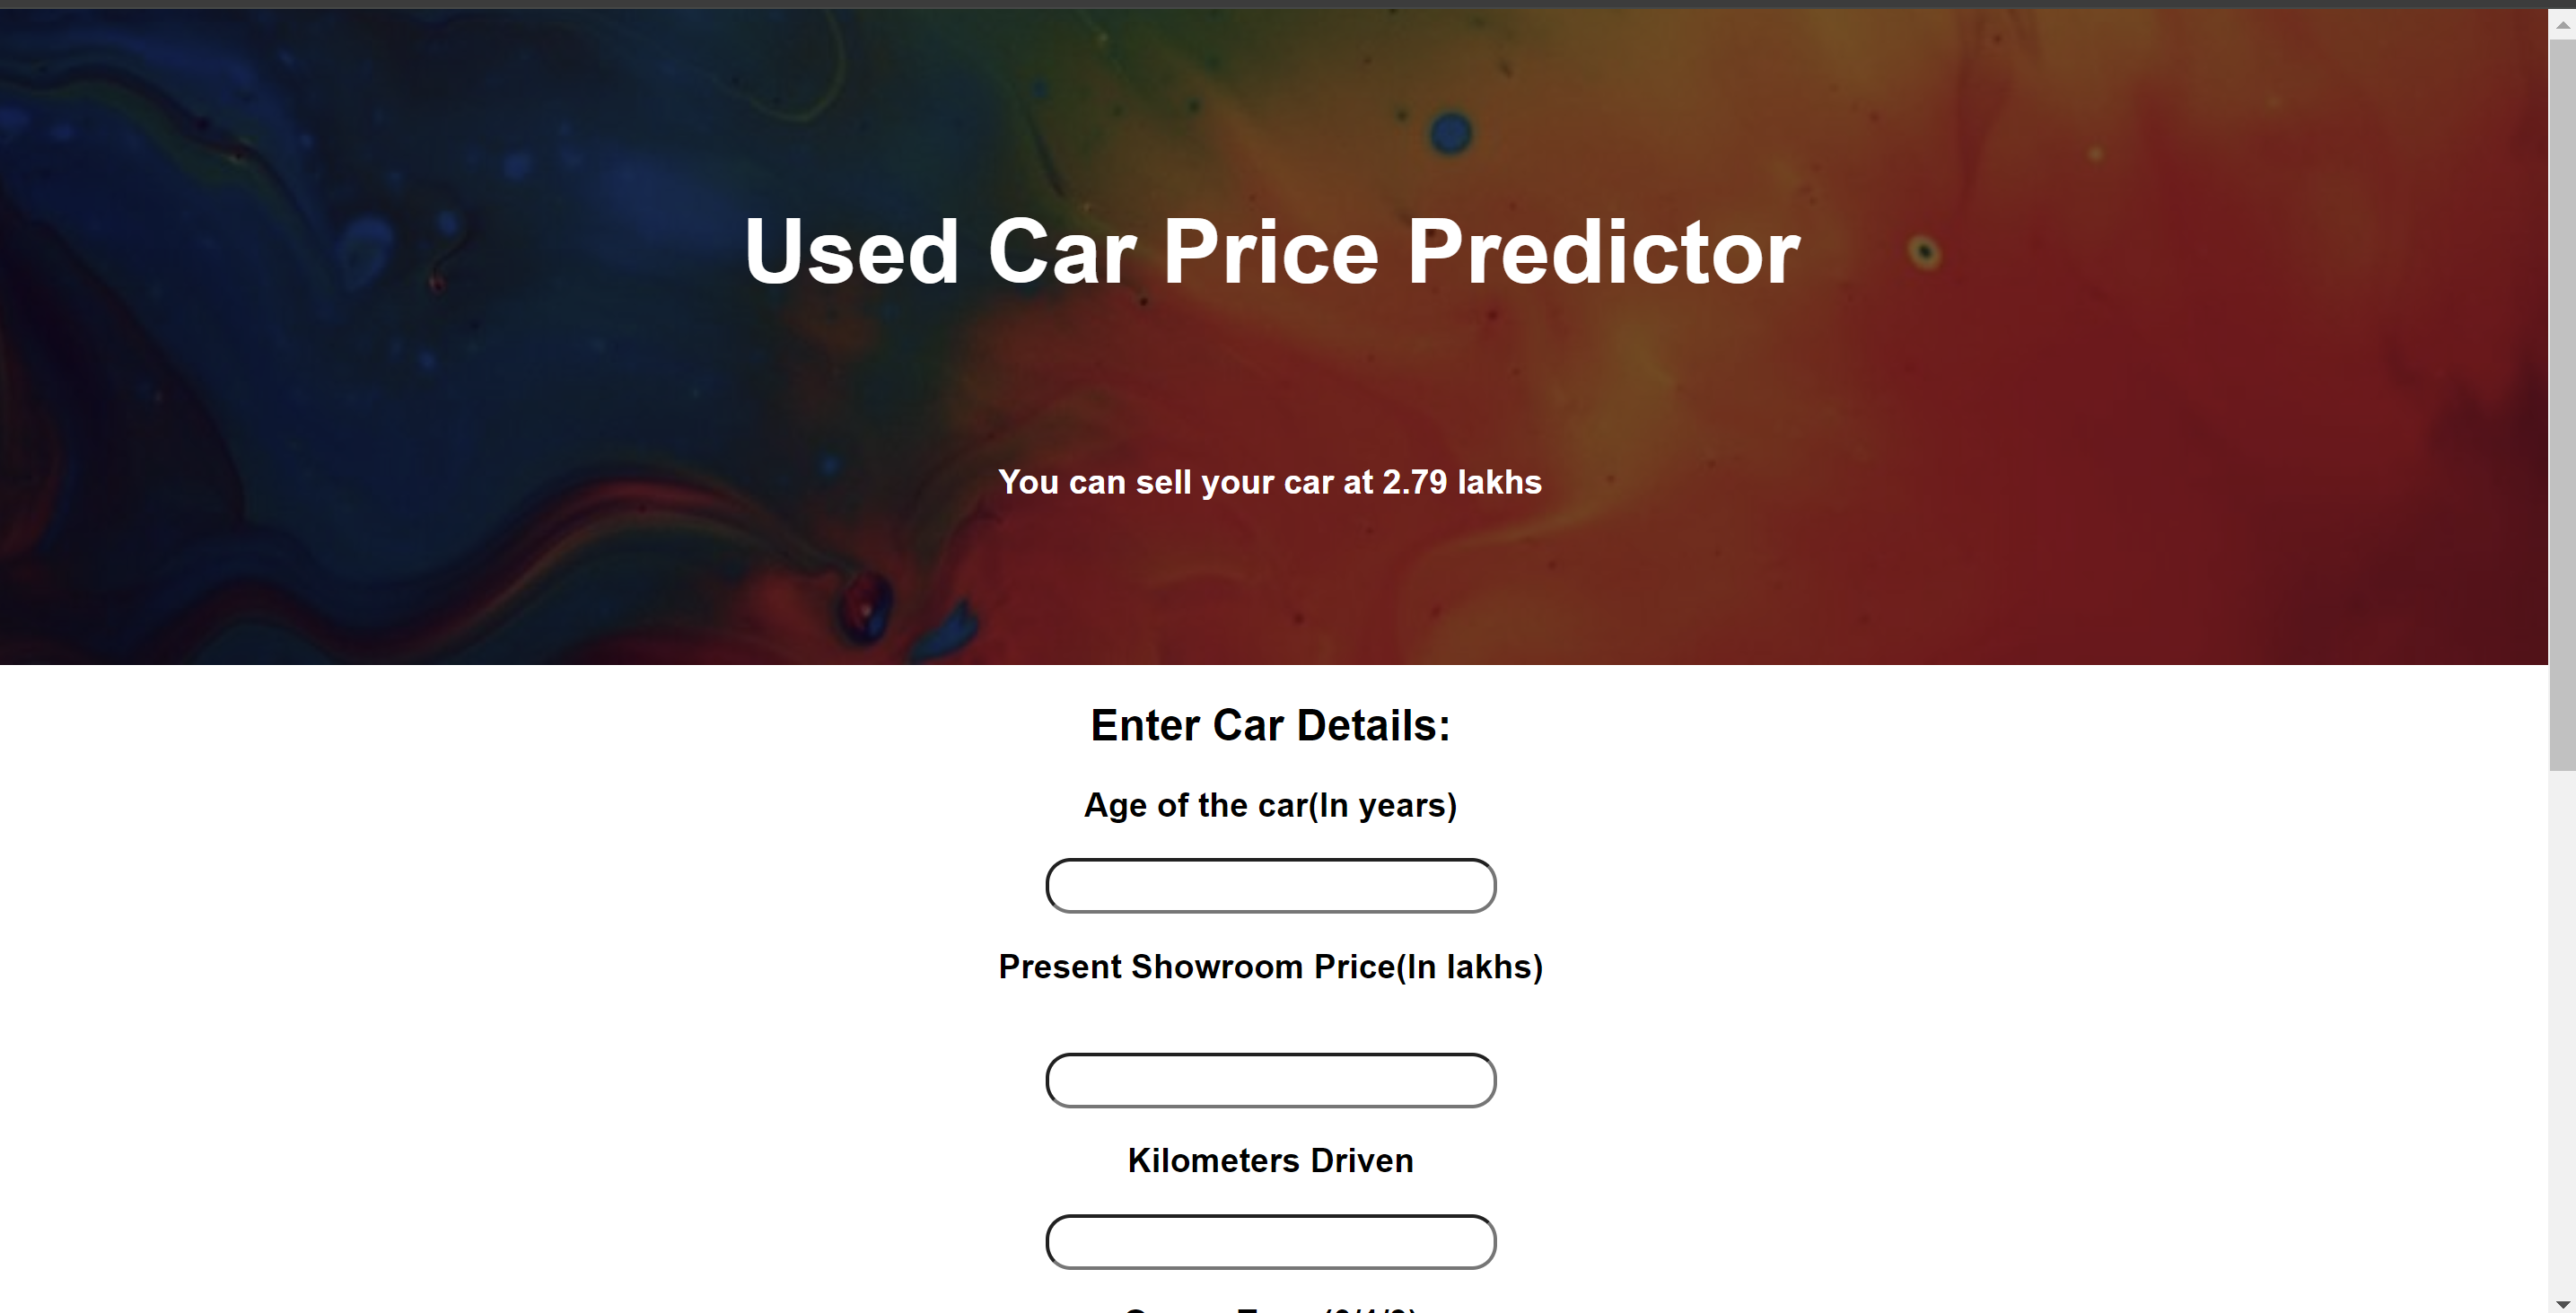 Used Car Price Predictor
You can sell your car at 2.79 lakhs
Enter Car Details:
Age of the car(In years)
Present Showroom Price(In lakhs)
Kilometers Driven